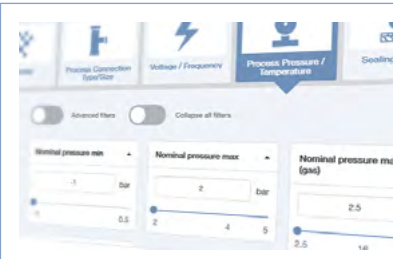 Process Connection
Type/Size
Voltage / Frequency
Process Pressure /
Temperature
Sealing
Advanced filters
Collapse all filters
Nominal pressure min
Nominal pressure max
Nominal pressure ma
(gas)
-1
bar
2
bar
2.5
-1
0.5
2
4
5
2.5
16